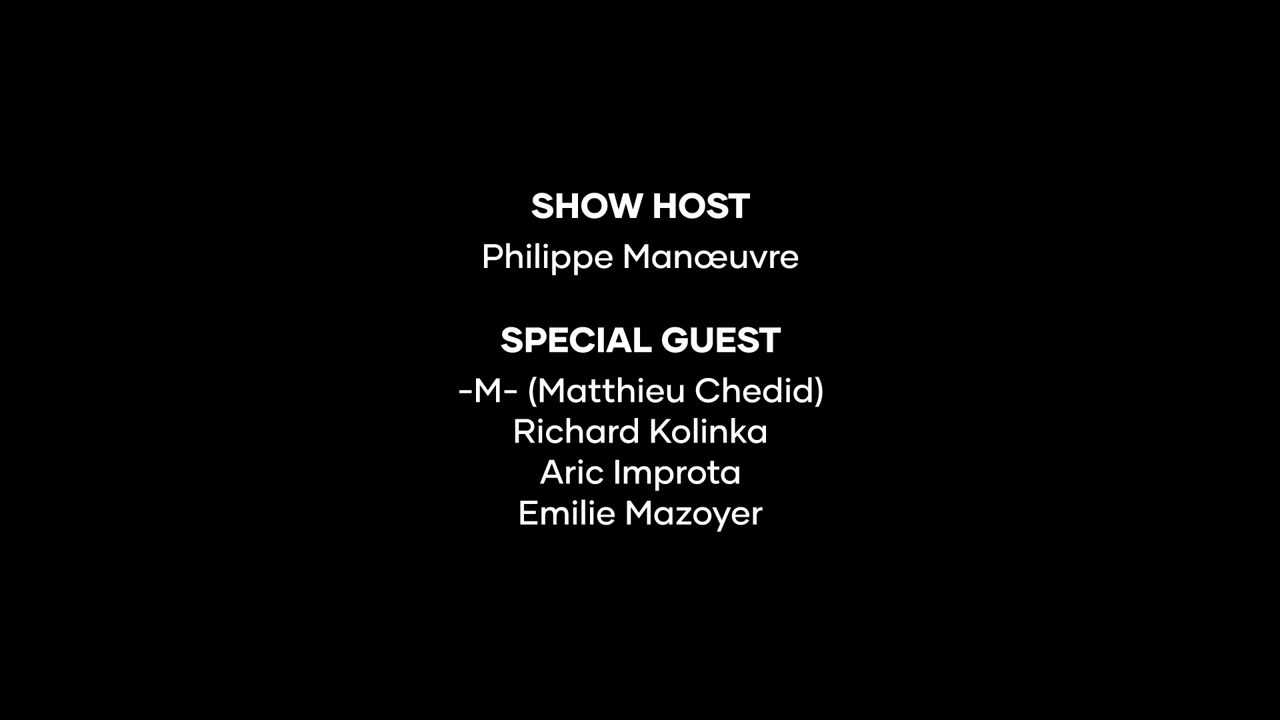 SHOW HOST
Philippe Manœuvre
SPECIAL GUEST
-M- (Matthieu Chedid)
Richard Kolinka
Aric Improta
Emilie Mazoyer